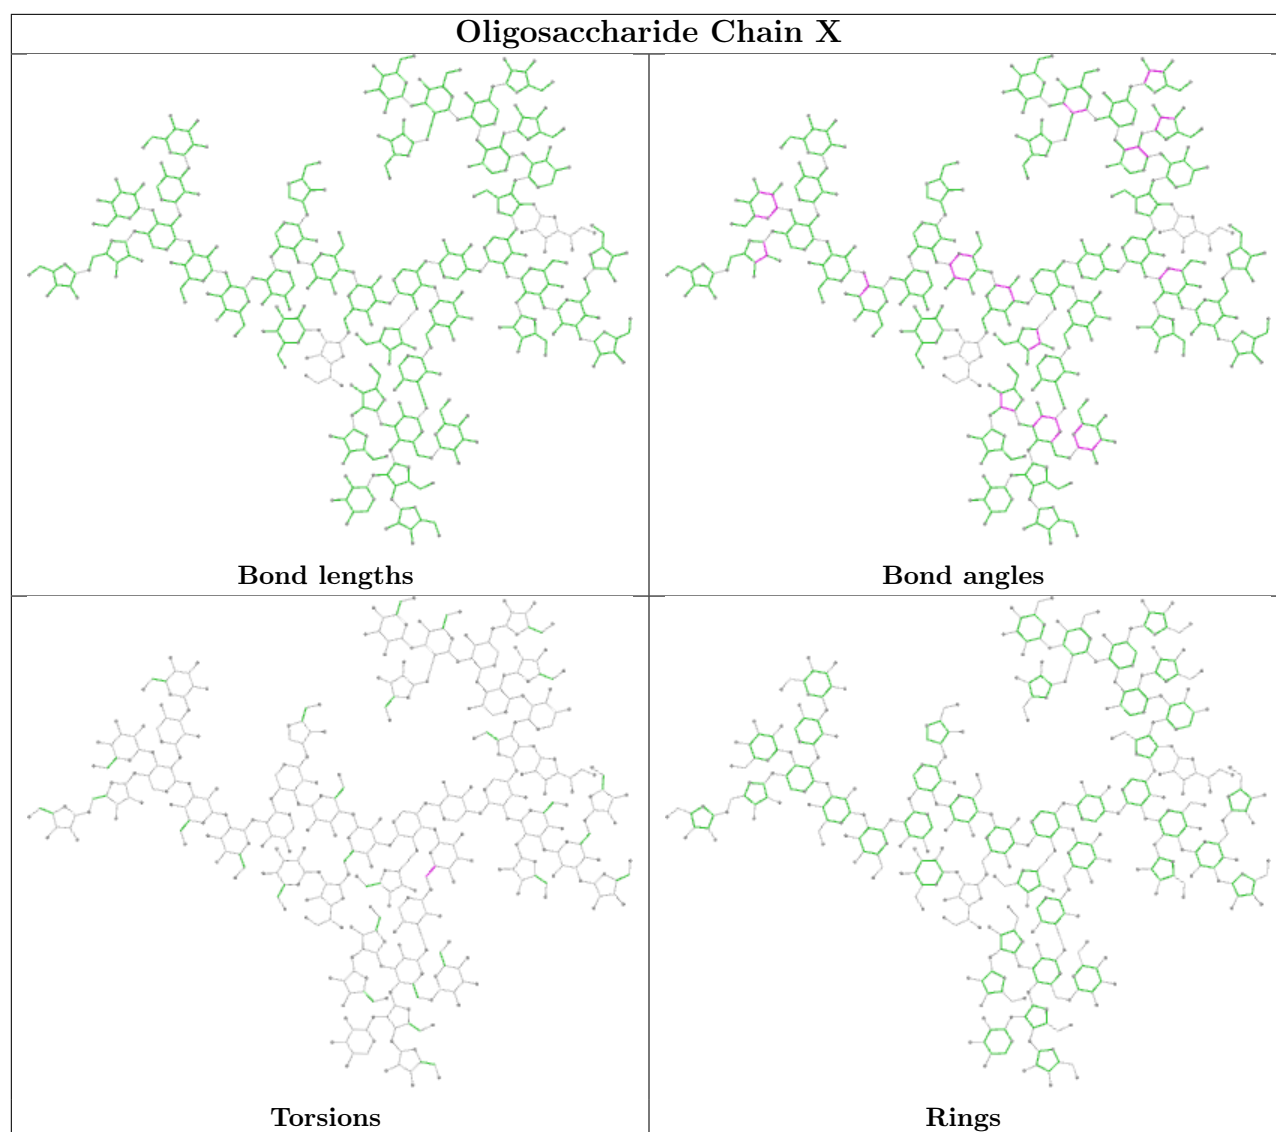 Oligosaccharide Chain X
Bond lengths
Bond angles
Torsions
Rings